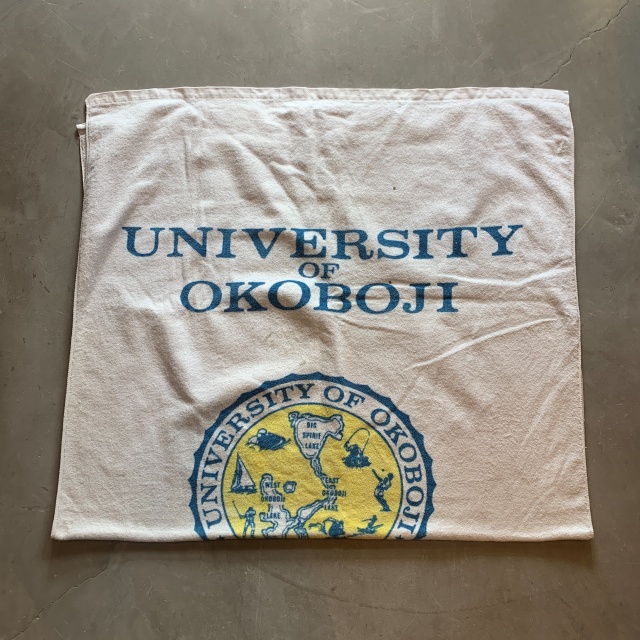 UNIVERSITY
OF
OKOBOJI
UNIVERSITY OF OKOBOJI
BIG
SPIRIT
LAKE
WEST
OKOBOJI
LAKE
EAST
OKOBOJI
LAKE